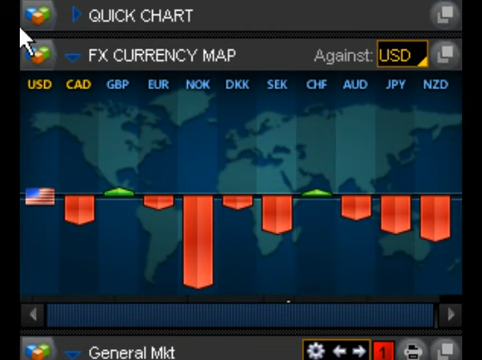 QUICK CHART
FX CURRENCY MAP Against: USD
USD CAD GBP EUR NOK DKK SEK CHF AUD JPY NZD
General Mkt 1